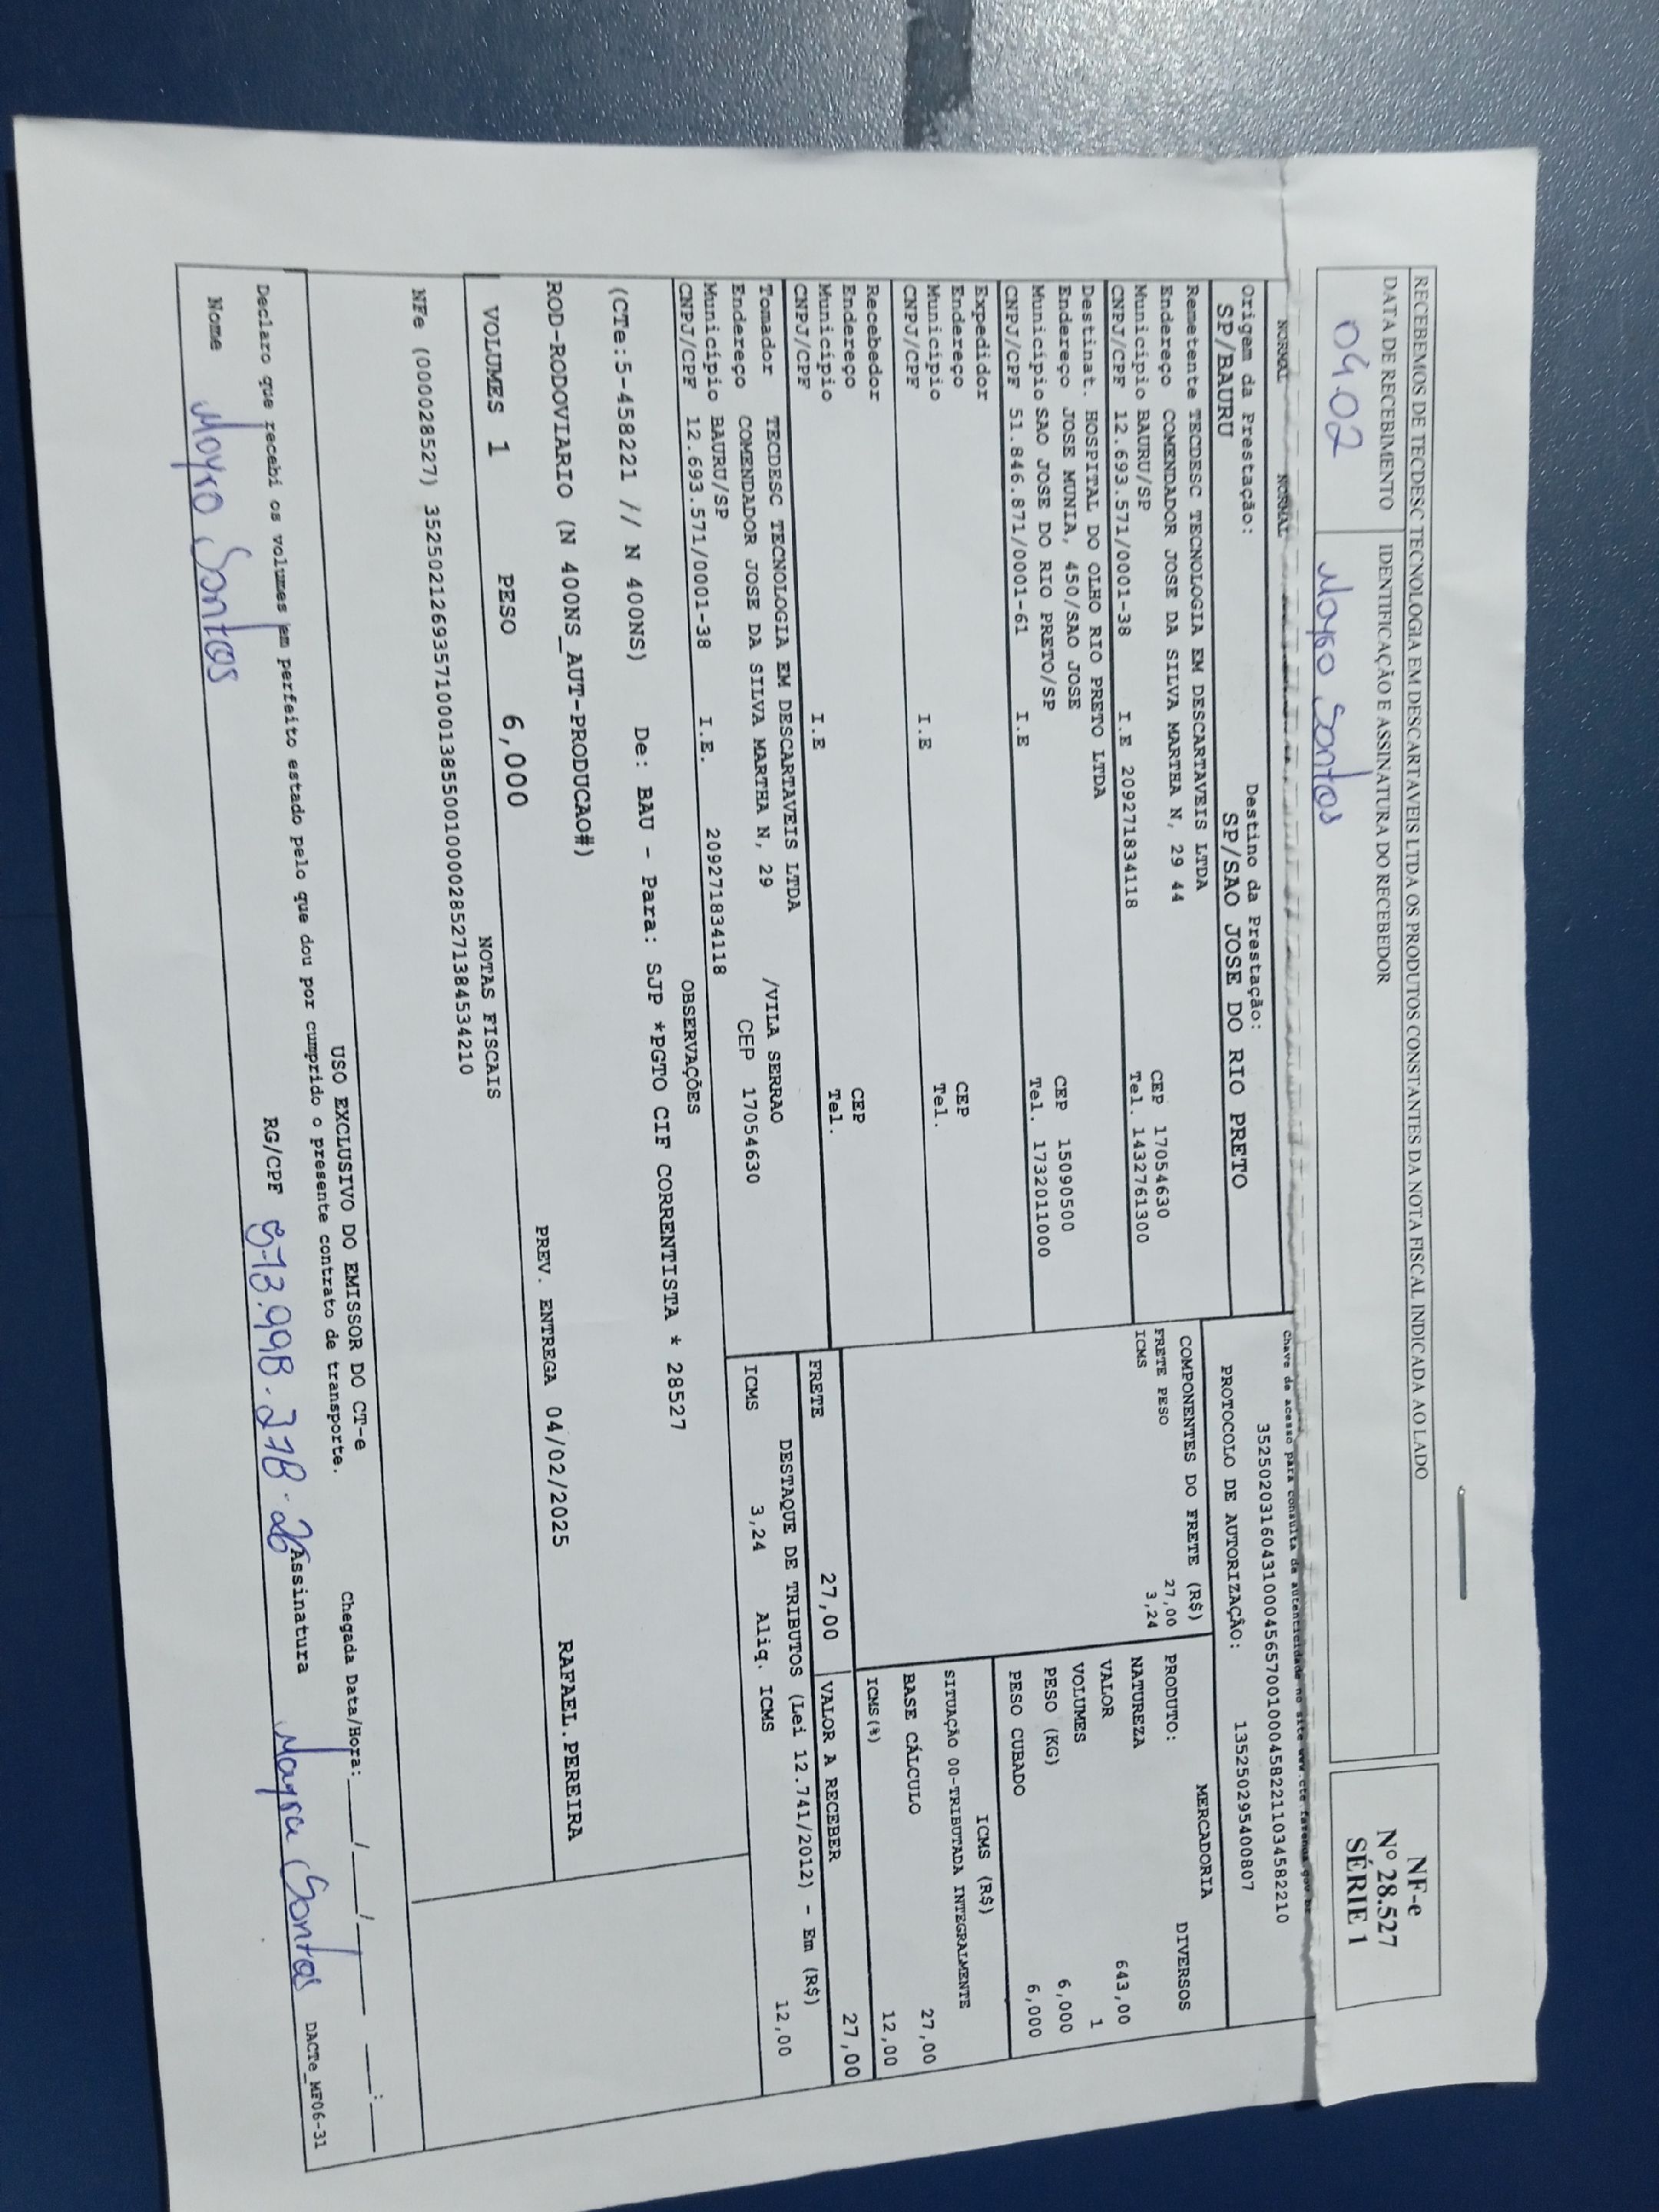 RECEBEMOS DE TECDESC TECNOLOGIA EM DESCARTAVEIS LTDA OS PRODUTOS CONSTANTES DA NOTA FISCAL INDICADA AO LADO
DATA DE RECEBIMENTO IDENTIFICAÇÃO E ASSINATURA DO RECEBEDOR
04.02 Mayra Santos
NF-e
Nº 28.527
SÉRIE 1
NORMAL NORMAL
Chave de acesso para consulta de autenticidade no site www.cte.fazenda.gov.br
35250203160431000456570010004582211034582210
Origem da Prestação: Destino da Prestação:
SP/BAURU SP/SAO JOSE DO RIO PRETO
PROTOCOLO DE AUTORIZAÇÃO: 135250295400807
Remetente TECDESC TECNOLOGIA EM DESCARTAVEIS LTDA
Endereço COMENDADOR JOSE DA SILVA MARTHA N, 29 44 CEP 17054630
Município BAURU/SP Tel. 1432761300
CNPJ/CPF 12.693.571/0001-38 I.E 209271834118
Destinat. HOSPITAL DO OLHO RIO PRETO LTDA
Endereço JOSE MUNIA, 450/SAO JOSE CEP 15090500
Município SAO JOSE DO RIO PRETO/SP Tel. 1732011000
CNPJ/CPF 51.846.871/0001-61 I.E
Expedidor
Endereço CEP
Município Tel.
CNPJ/CPF I.E
Recebedor
Endereço CEP
Município Tel.
CNPJ/CPF I.E
COMPONENTES DO FRETE (R$)
FRETE PESO 27,00
ICMS 3,24
MERCADORIA
PRODUTO: DIVERSOS
NATUREZA
VALOR 643,00
VOLUMES 1
PESO (KG) 6,000
PESO CUBADO 6,000
ICMS (R$)
SITUAÇÃO 00-TRIBUTADA INTEGRALMENTE
BASE CÁLCULO 27,00
ICMS(%) 12,00
FRETE 27,00 VALOR A RECEBER 27,00
Tomador TECDESC TECNOLOGIA EM DESCARTAVEIS LTDA
Endereço COMENDADOR JOSE DA SILVA MARTHA N, 29 /VILA SERRAO
Município BAURU/SP CEP 17054630
CNPJ/CPF 12.693.571/0001-38 I.E. 209271834118
DESTAQUE DE TRIBUTOS (Lei 12.741/2012) - Em (R$)
ICMS 3,24 Aliq. ICMS 12,00
OBSERVAÇÕES
(CTe:5-458221 // N 400NS) De: BAU - Para: SJP *PGTO CIF CORRENTISTA * 28527
ROD-RODOVIARIO (N 400NS_AUT-PRODUCAO#)
PREV. ENTREGA 04/02/2025 RAFAEL.PEREIRA
VOLUMES 1 PESO 6,000
NOTAS FISCAIS
NFe (000028527) 35250212693571000138550010000285271384534210
USO EXCLUSIVO DO EMISSOR DO CT-e
Declaro que recebi os volumes em perfeito estado pelo que dou por cumprido o presente contrato de transporte.
Chegada Data/Hora:____/____/______ ___:___
Nome Mayra Santos RG/CPF Assinatura Mayra Santos
DACTe_MF06-31